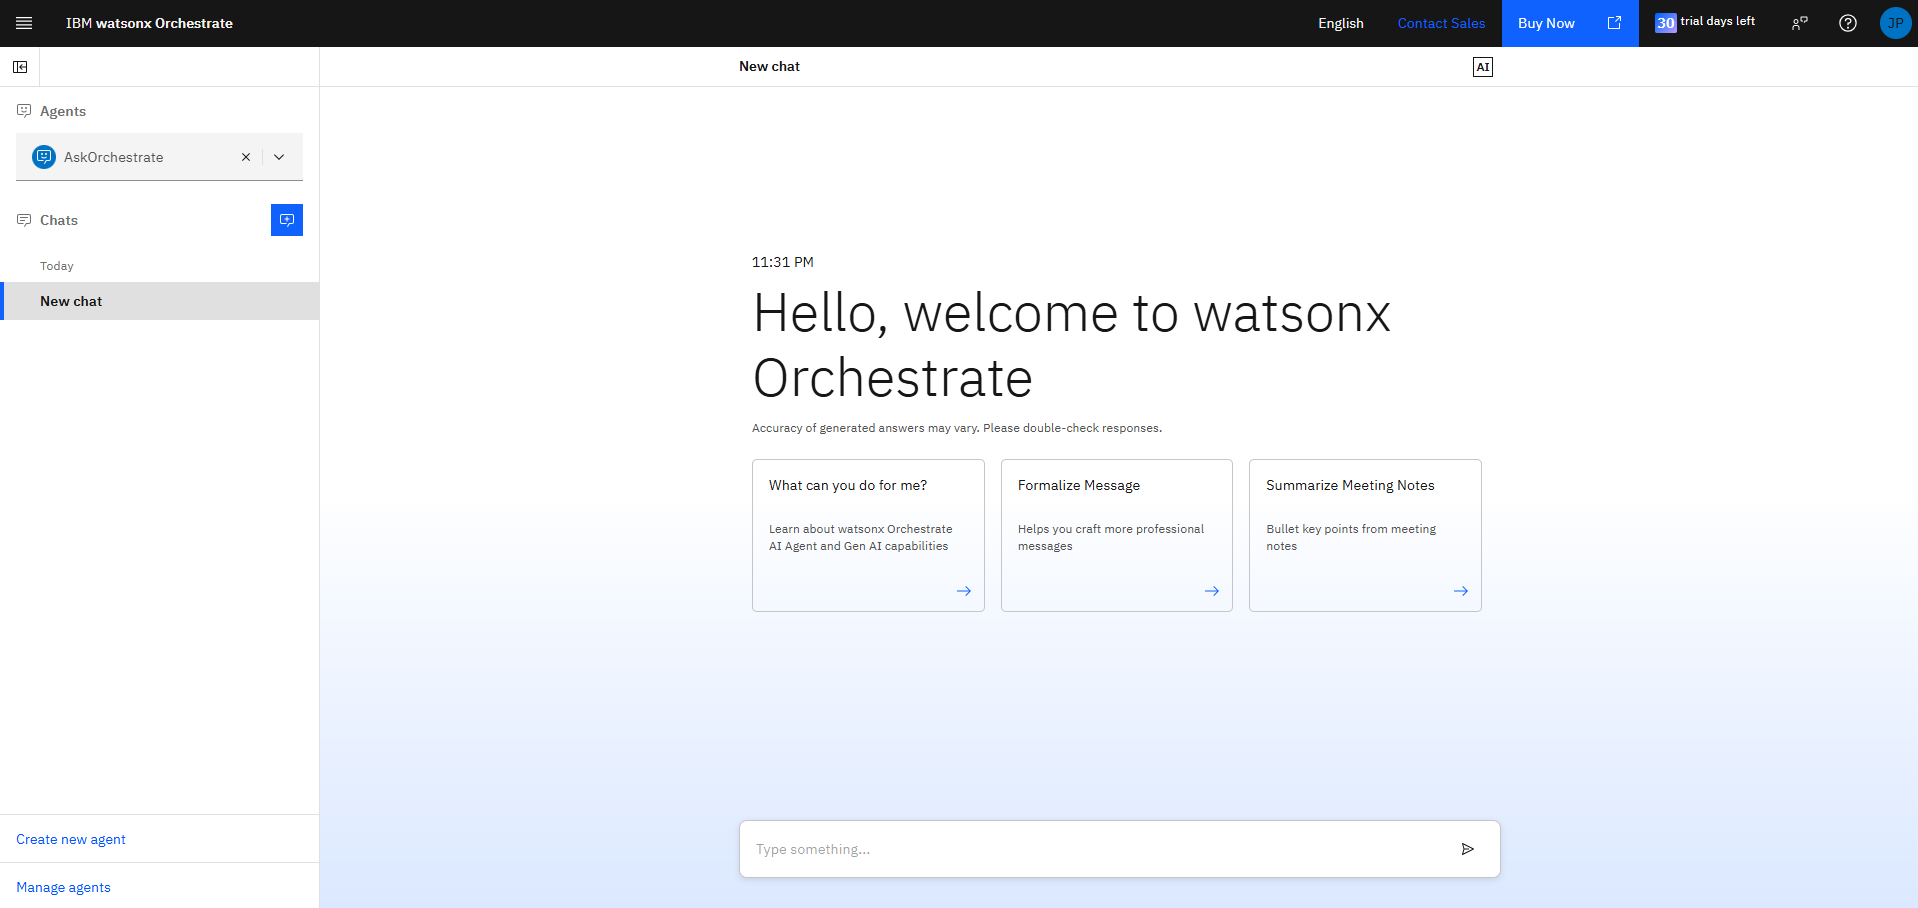 IBM watsonx Orchestrate
English
Contact Sales
Buy Now
30 trial days left
JP
New chat
AI
Agents
AskOrchestrate
Chats
Today
New chat
11:31 PM
Hello, welcome to watsonx
Orchestrate
Accuracy of generated answers may vary. Please double-check responses.
What can you do for me?
Learn about watsonx Orchestrate
AI Agent and Gen AI capabilities
Formalize Message
Helps you craft more professional
messages
Summarize Meeting Notes
Bullet key points from meeting
notes
Type something...
Create new agent
Manage agents